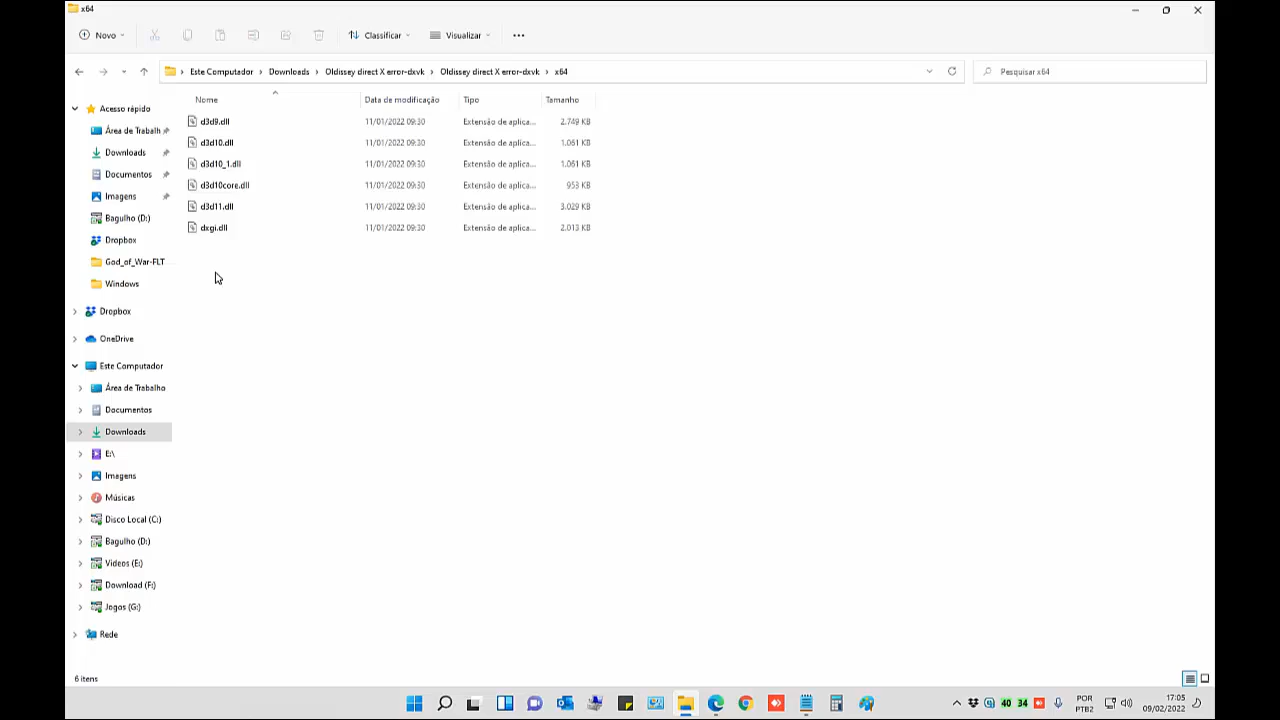 x64
Novo
Classificar
Visualizar
Este Computador > Downloads > Oldissey direct X error-dxvk > Oldissey direct X error-dxvk > x64
Pesquisar x64
Nome Data de modificação Tipo Tamanho
d3d9.dll 11/01/2022 09:30 Extensão de aplica... 2.749 KB
d3d10.dll 11/01/2022 09:30 Extensão de aplica... 1.061 KB
d3d10_1.dll 11/01/2022 09:30 Extensão de aplica... 1.061 KB
d3d10core.dll 11/01/2022 09:30 Extensão de aplica... 953 KB
d3d11.dll 11/01/2022 09:30 Extensão de aplica... 3.029 KB
dxgi.dll 11/01/2022 09:30 Extensão de aplica... 2.013 KB
Acesso rápido
Área de Trabalh
Downloads
Documentos
Imagens
Bagulho (D:)
Dropbox
God_of_War-FLT
Windows
Dropbox
OneDrive
Este Computador
Área de Trabalho
Documentos
Downloads
E:\
Imagens
Músicas
Disco Local (C:)
Bagulho (D:)
Videos (E:)
Download (F:)
Jogos (G:)
Rede
6 itens
40 34
POR
PTB2
17:05
09/02/2022